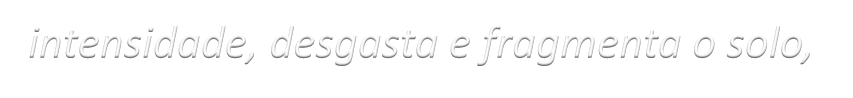 intensidade, desgasta e fragmenta o solo,